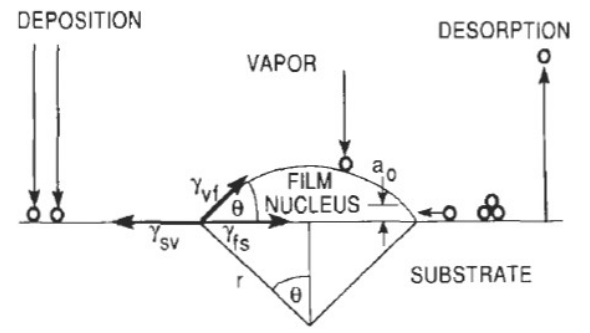 DEPOSITION
DESORPTION
VAPOR
a₀
γvf
θ
FILM
NUCLEUS
γsv
γfs
r
θ
SUBSTRATE